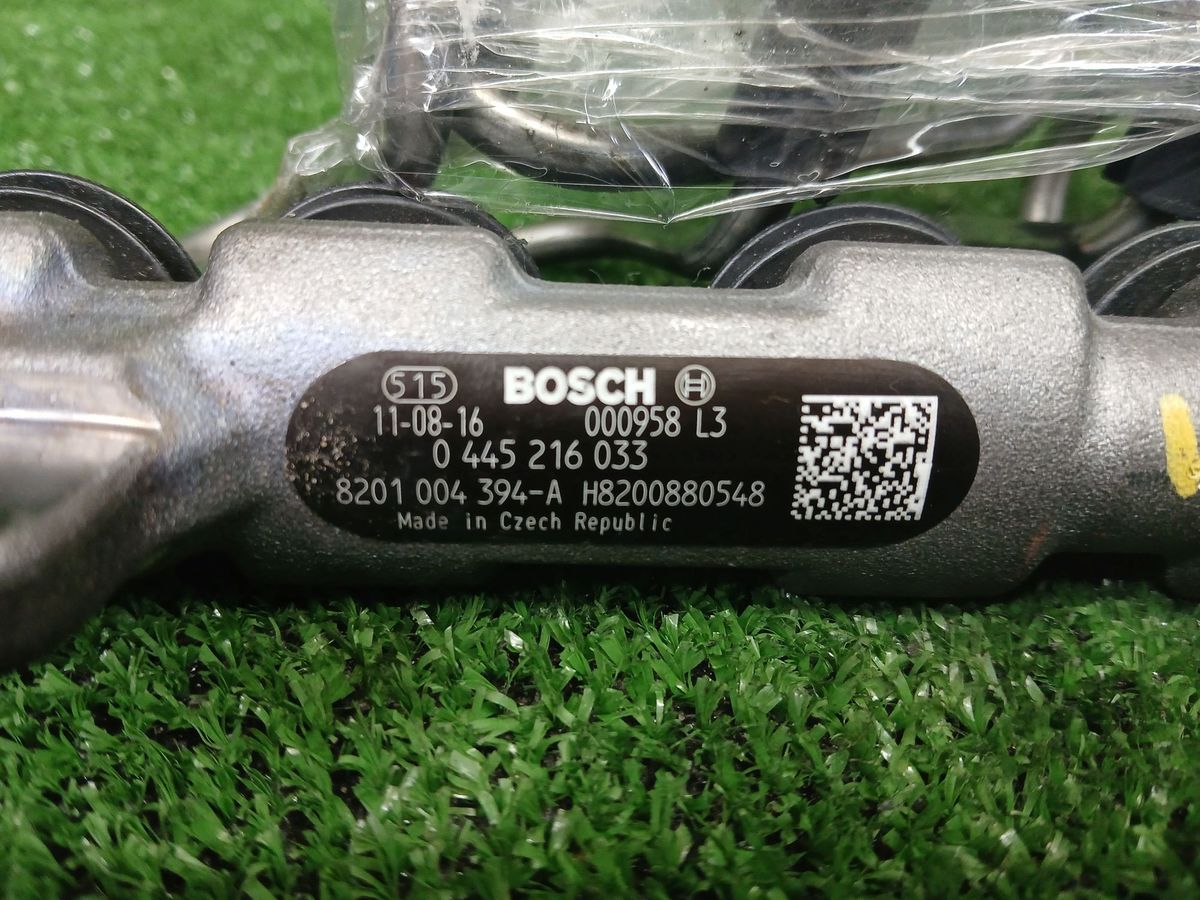 515 BOSCH
11-08-16 000958 L3
0 445 216 033
8201 004 394-A H8200880548
Made in Czech Republic